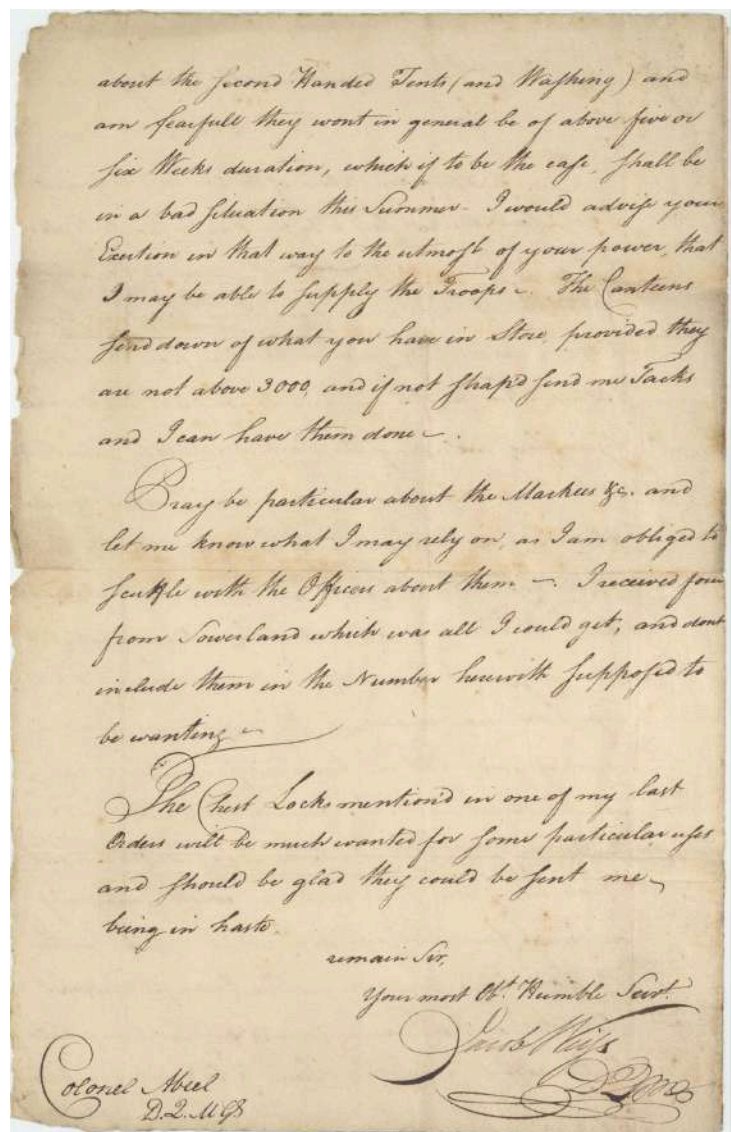 about the Second Handed Tents (and Washing) and
am fearfull they wont in general be of above five or
six Weeks duration, which if to be the case, shall be
in a bad Situation this Summer - I would advise your
Exertion in that way to the utmost of your power, that
I may be able to supply the Troops -. The Canteens
send down of what you have in Store, provided they
are not above 3000, and if not strap'd send me Tacks
and I can have them done -.
Pray be particular about the Markees &c. and
let me know what I may rely on, as I am obliged to
scuffle with the Officers about them -. I received four
from Sowerland which was all I could get, and dont
include them in the Number herewith supposed to
be wanting -
The Chest Locks mention'd in one of my last
Orders will be much wanted for some particular uses
and should be glad they could be sent me -
being in haste
remain Sir,
Your most Obt. Humble Servt.
Jacob Weiss
Colonel Abeel
D.Q.M.G